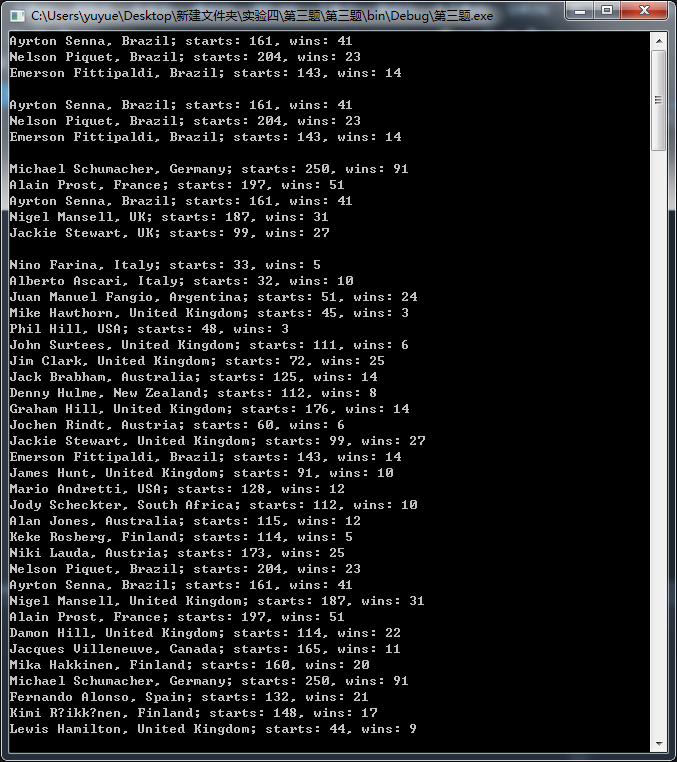 C:\Users\yuyue\Desktop\新建文件夹\实验四\第三题\第三题\bin\Debug\第三题.exe
Ayrton Senna, Brazil; starts: 161, wins: 41
Nelson Piquet, Brazil; starts: 204, wins: 23
Emerson Fittipaldi, Brazil; starts: 143, wins: 14
Ayrton Senna, Brazil; starts: 161, wins: 41
Nelson Piquet, Brazil; starts: 204, wins: 23
Emerson Fittipaldi, Brazil; starts: 143, wins: 14
Michael Schumacher, Germany; starts: 250, wins: 91
Alain Prost, France; starts: 197, wins: 51
Ayrton Senna, Brazil; starts: 161, wins: 41
Nigel Mansell, UK; starts: 187, wins: 31
Jackie Stewart, UK; starts: 99, wins: 27
Nino Farina, Italy; starts: 33, wins: 5
Alberto Ascari, Italy; starts: 32, wins: 10
Juan Manuel Fangio, Argentina; starts: 51, wins: 24
Mike Hawthorn, United Kingdom; starts: 45, wins: 3
Phil Hill, USA; starts: 48, wins: 3
John Surtees, United Kingdom; starts: 111, wins: 6
Jim Clark, United Kingdom; starts: 72, wins: 25
Jack Brabham, Australia; starts: 125, wins: 14
Denny Hulme, New Zealand; starts: 112, wins: 8
Graham Hill, United Kingdom; starts: 176, wins: 14
Jochen Rindt, Austria; starts: 60, wins: 6
Jackie Stewart, United Kingdom; starts: 99, wins: 27
Emerson Fittipaldi, Brazil; starts: 143, wins: 14
James Hunt, United Kingdom; starts: 91, wins: 10
Mario Andretti, USA; starts: 128, wins: 12
Jody Scheckter, South Africa; starts: 112, wins: 10
Alan Jones, Australia; starts: 115, wins: 12
Keke Rosberg, Finland; starts: 114, wins: 5
Niki Lauda, Austria; starts: 173, wins: 25
Nelson Piquet, Brazil; starts: 204, wins: 23
Ayrton Senna, Brazil; starts: 161, wins: 41
Nigel Mansell, United Kingdom; starts: 187, wins: 31
Alain Prost, France; starts: 197, wins: 51
Damon Hill, United Kingdom; starts: 114, wins: 22
Jacques Villeneuve, Canada; starts: 165, wins: 11
Mika Hakkinen, Finland; starts: 160, wins: 20
Michael Schumacher, Germany; starts: 250, wins: 91
Fernando Alonso, Spain; starts: 132, wins: 21
Kimi R?ikk?nen, Finland; starts: 148, wins: 17
Lewis Hamilton, United Kingdom; starts: 44, wins: 9